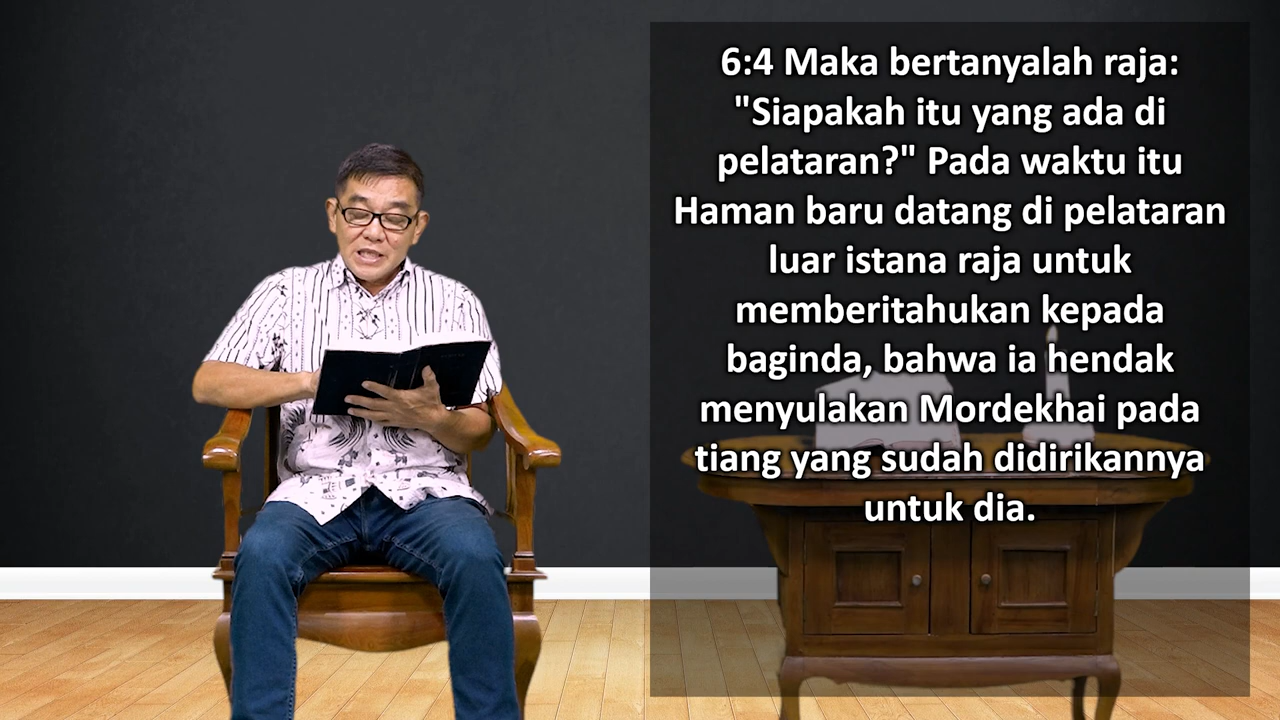 6:4 Maka bertanyalah raja:
"Siapakah itu yang ada di
pelataran?" Pada waktu itu
Haman baru datang di pelataran
luar istana raja untuk
memberitahukan kepada
baginda, bahwa ia hendak
menyulakan Mordekhai pada
tiang yang sudah didirikannya
untuk dia.